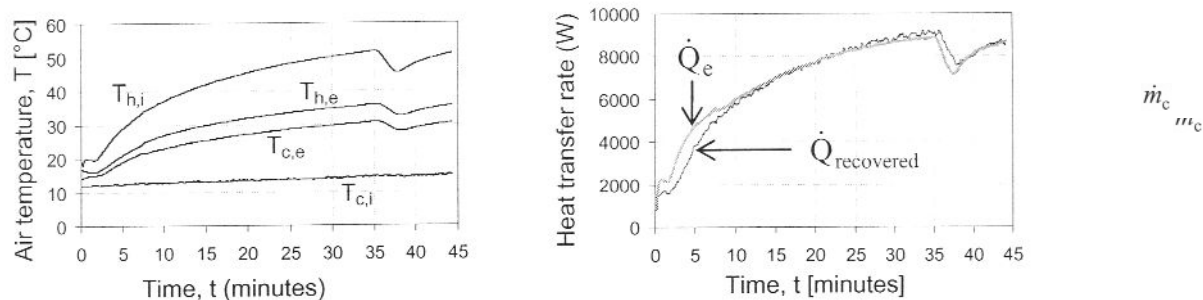 Air temperature, T [°C]
60
50
40
30
20
10
0
T_h,i
T_h,e
T_c,e
T_c,i
0 5 10 15 20 25 30 35 40 45
Time, t (minutes)
Heat transfer rate (W)
10000
8000
6000
4000
2000
0
Q̇_e
Q̇_recovered
0 5 10 15 20 25 30 35 40 45
Time, t [minutes]
ṁ_c
m_c